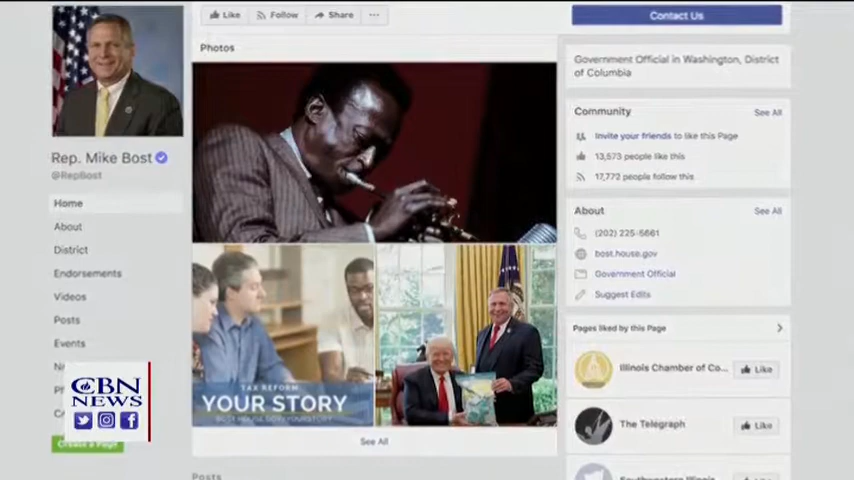 Like
Follow
Share
...
Contact Us
Photos
Government Official in Washington, District
of Columbia
Community
See All
Invite your friends to like this Page
13,573 people like this
17,772 people follow this
Rep. Mike Bost
@RepBost
Home
About
District
Endorsements
Videos
Posts
Events
Create a Page
About
See All
(202) 225-5661
bost.house.gov
Government Official
Suggest Edits
Pages liked by this Page
Illinois Chamber of Co...
Like
The Telegraph
Like
TAX REFORM:
YOUR STORY
See All
Posts
CBN
NEWS